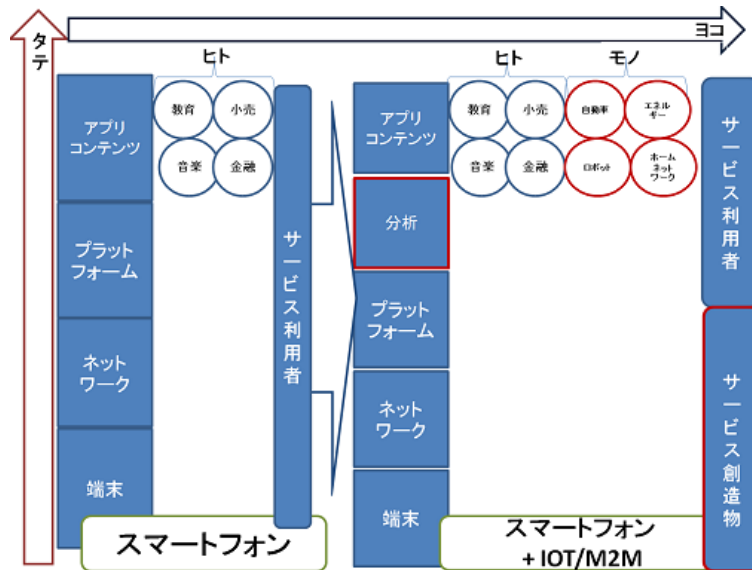 タテ
ヨコ
ヒト
アプリ
コンテンツ
教育
小売
音楽
金融
プラット
フォーム
ネット
ワーク
端末
サービス利用者
スマートフォン
ヒト
モノ
アプリ
コンテンツ
教育
小売
自動車
エネル
ギー
音楽
金融
ロボット
ホーム
ネット
ワーク
分析
プラット
フォーム
ネット
ワーク
端末
サービス利用者
サービス創造物
スマートフォン
+ IOT/M2M